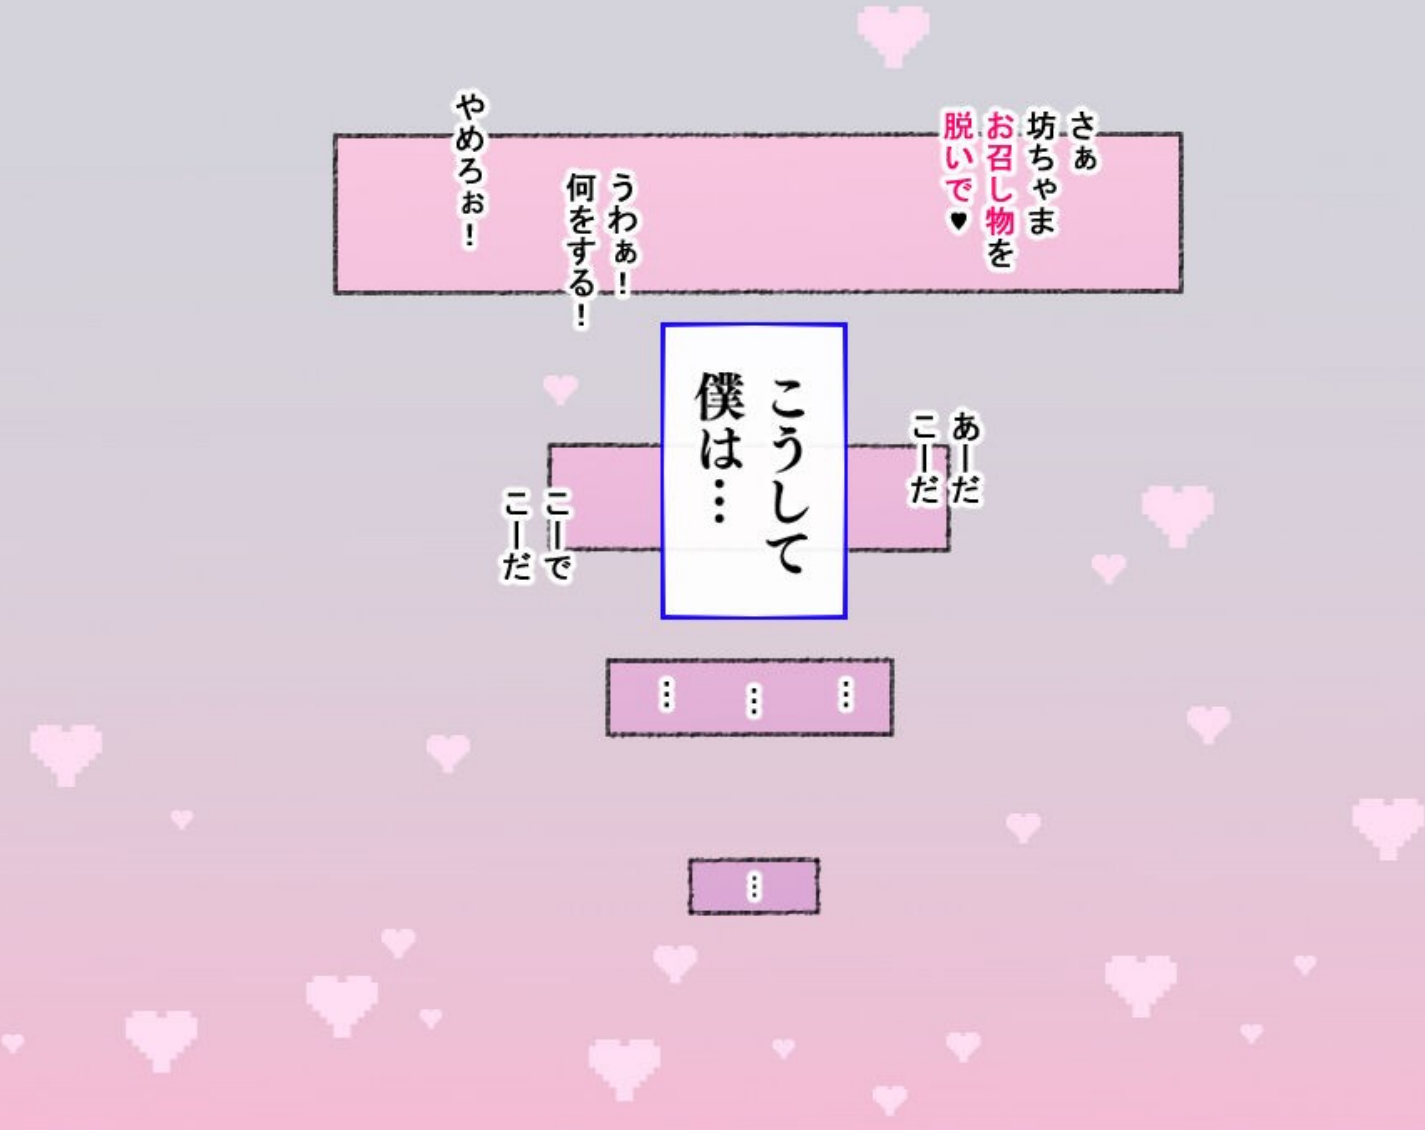 さぁ
坊ちゃま
お召し物を
脱いで♥
うわぁ！
何をする！
やめろぉ！
こうして
僕は…
あーだ
こーだ
こーで
こーだ
…
…
…
…